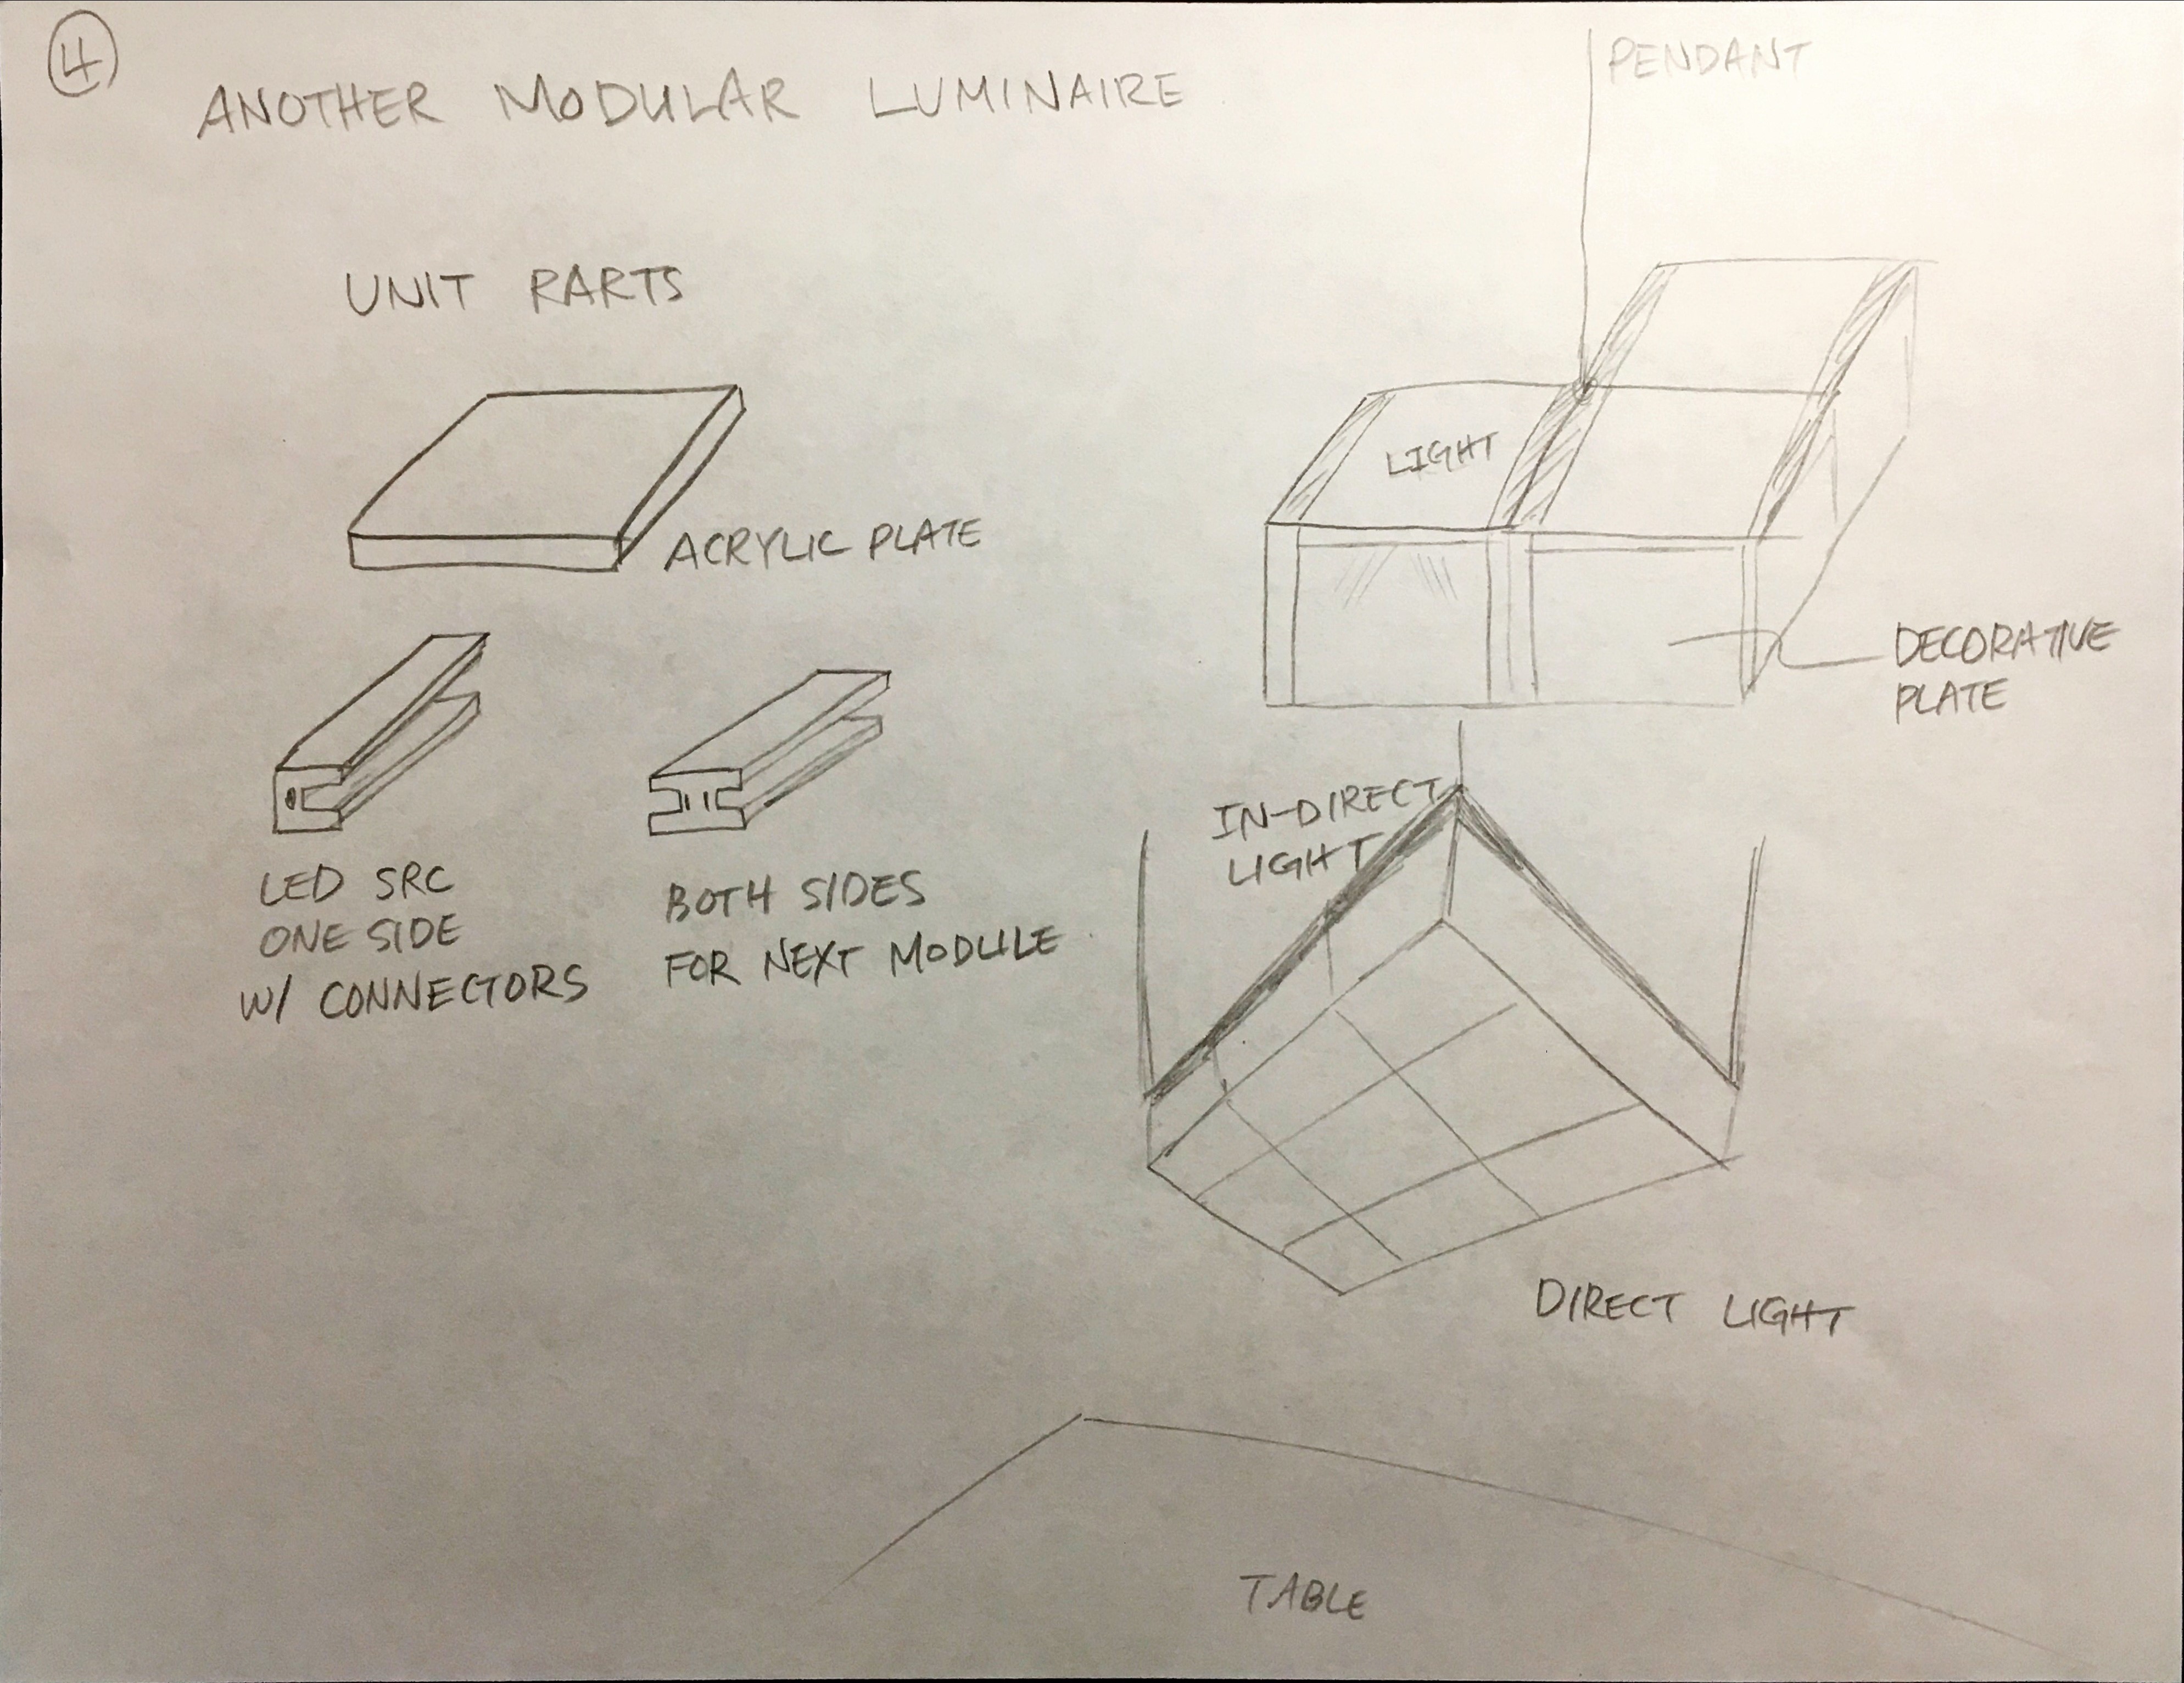 4
ANOTHER MODULAR LUMINAIRE
UNIT RARTS
ACRYLIC PLATE
LED SRC
ONE SIDE
W/ CONNECTORS
BOTH SIDES
FOR NEXT MODULE
PENDANT
LIGHT
DECORATIVE
PLATE
IN-DIRECT
LIGHT
DIRECT LIGHT
TABLE